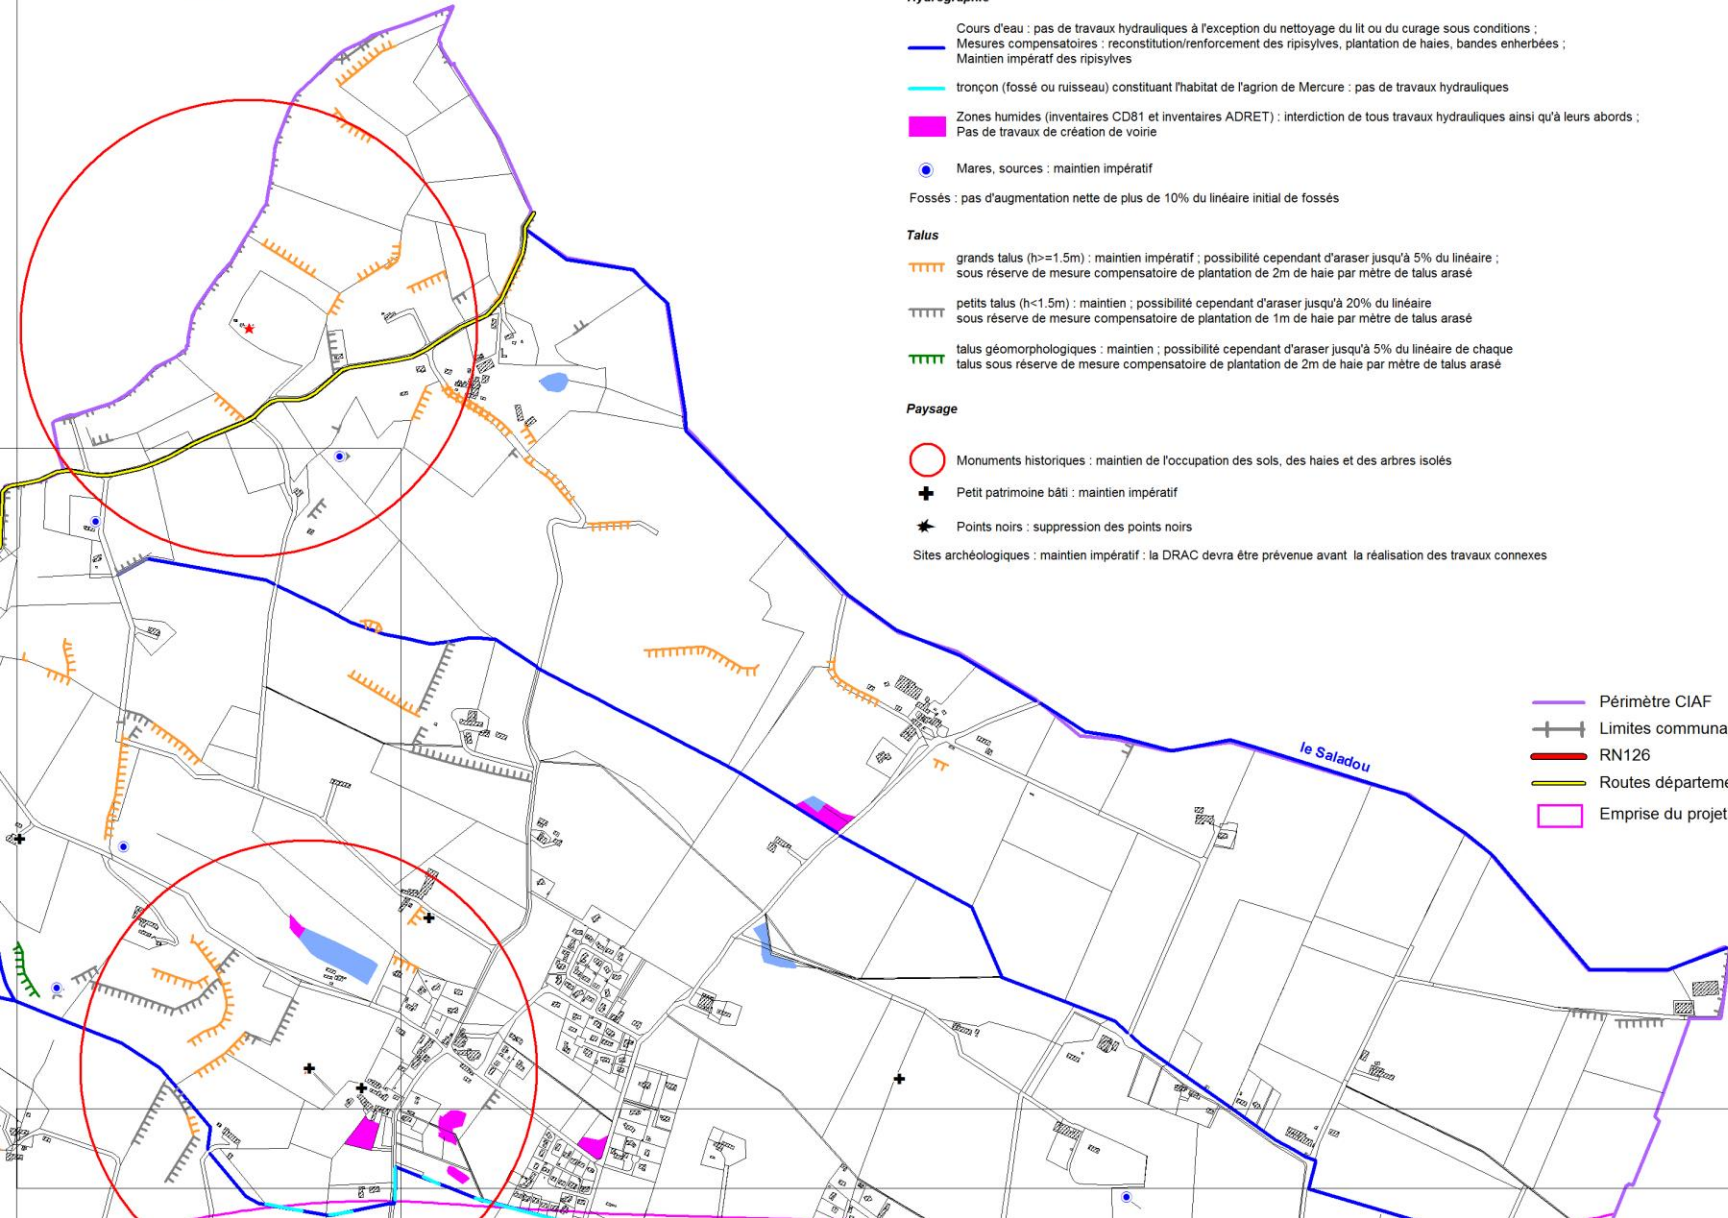 Hydrographie
Cours d'eau : pas de travaux hydrauliques à l'exception du nettoyage du lit ou du curage sous conditions ;
Mesures compensatoires : reconstitution/renforcement des ripisylves, plantation de haies, bandes enherbées ;
Maintien impératf des ripisylves
tronçon (fossé ou ruisseau) constituant l'habitat de l'agrion de Mercure : pas de travaux hydrauliques
Zones humides (inventaires CD81 et inventaires ADRET) : interdiction de tous travaux hydrauliques ainsi qu'à leurs abords ;
Pas de travaux de création de voirie
Mares, sources : maintien impératif
Fossés : pas d'augmentation nette de plus de 10% du linéaire initial de fossés
Talus
grands talus (h>=1.5m) : maintien impératif ; possibilité cependant d'araser jusqu'à 5% du linéaire ;
sous réserve de mesure compensatoire de plantation de 2m de haie par mètre de talus arasé
petits talus (h<1.5m) : maintien ; possibilité cependant d'araser jusqu'à 20% du linéaire
sous réserve de mesure compensatoire de plantation de 1m de haie par mètre de talus arasé
talus géomorphologiques : maintien ; possibilité cependant d'araser jusqu'à 5% du linéaire de chaque
talus sous réserve de mesure compensatoire de plantation de 2m de haie par mètre de talus arasé
Paysage
Monuments historiques : maintien de l'occupation des sols, des haies et des arbres isolés
Petit patrimoine bâti : maintien impératif
Points noirs : suppression des points noirs
Sites archéologiques : maintien impératif : la DRAC devra être prévenue avant la réalisation des travaux connexes
Périmètre CIAF
Limites communa
RN126
Routes départeme
Emprise du projet
le Saladou